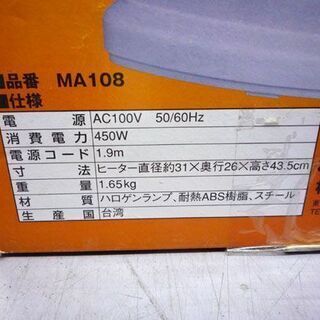 ■品番 MA108
■仕様
電源 AC100V 50/60Hz
消費電力 450W
電源コード 1.9m
寸法 ヒーター直径約31×奥行26×高さ43.5cm
質量 1.65kg
材質 ハロゲンランプ、耐熱ABS樹脂、スチール
生産国 台湾
東
TE